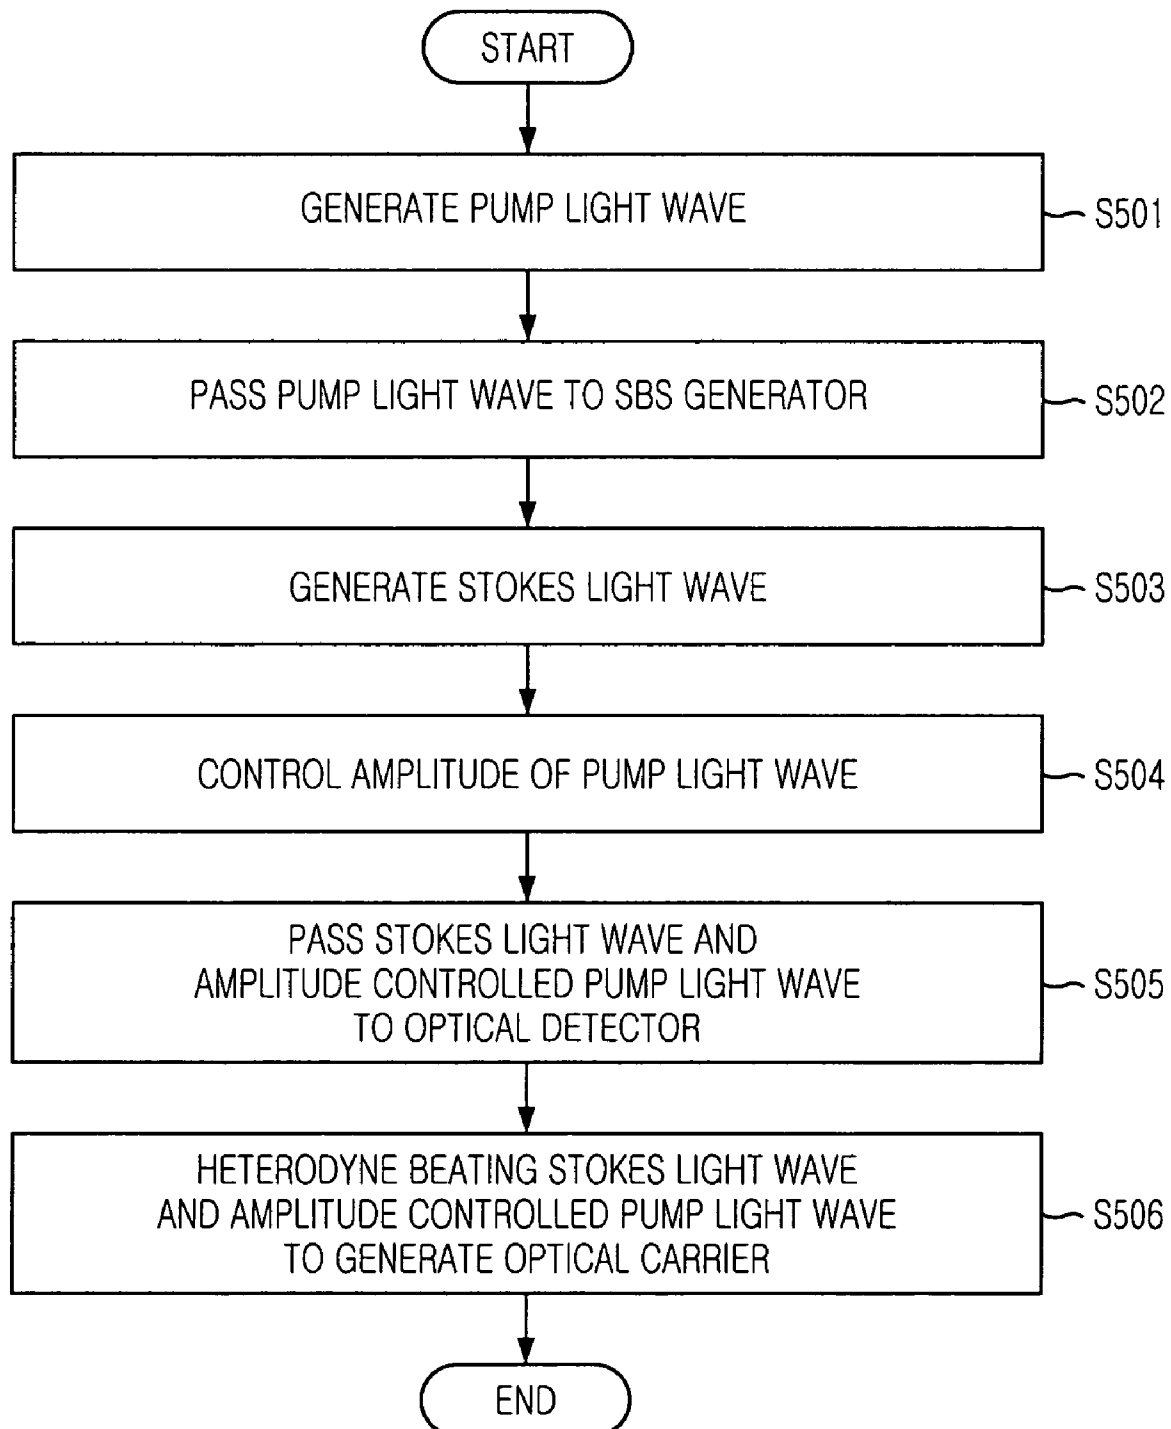 START
GENERATE PUMP LIGHT WAVE
S501
PASS PUMP LIGHT WAVE TO SBS GENERATOR
S502
GENERATE STOKES LIGHT WAVE
S503
CONTROL AMPLITUDE OF PUMP LIGHT WAVE
S504
PASS STOKES LIGHT WAVE AND
AMPLITUDE CONTROLLED PUMP LIGHT WAVE
TO OPTICAL DETECTOR
S505
HETERODYNE BEATING STOKES LIGHT WAVE
AND AMPLITUDE CONTROLLED PUMP LIGHT WAVE
TO GENERATE OPTICAL CARRIER
S506
END